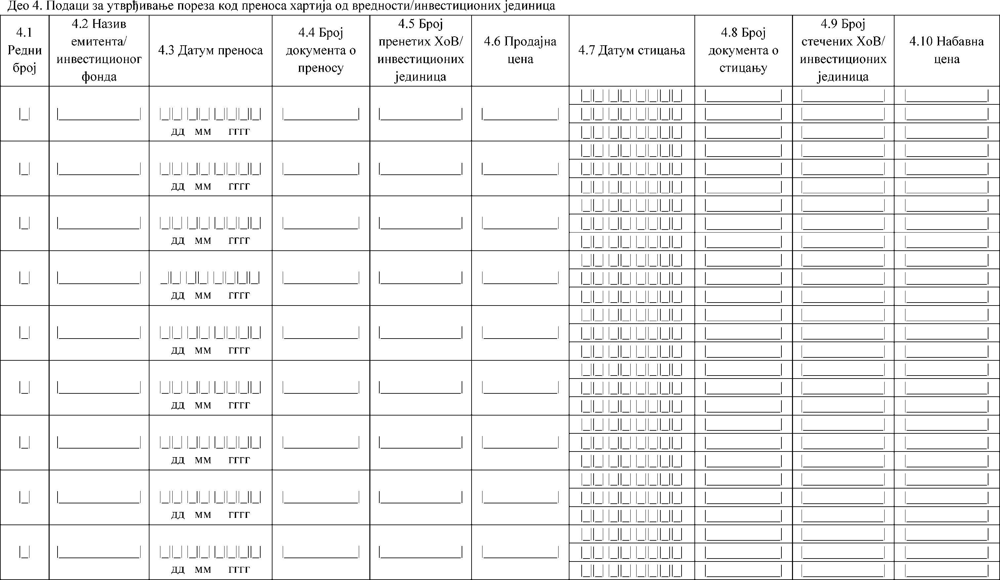 Део 4. Подаци за утврђивање пореза код преноса хартија од вредности/инвестиционих јединица
4.1
Редни
број
4.2 Назив
емитента/
инвестиционог
фонда
4.3 Датум преноса
4.4 Број
документа о
преносу
4.5 Број
пренетих ХоВ/
инвестиционих
јединица
4.6 Продајна
цена
4.7 Датум стицања
4.8 Број
документа о
стицању
4.9 Број
стечених ХоВ/
инвестиционих
јединица
4.10 Набавна
цена
дд мм гггг
дд мм гггг
дд мм гггг
дд мм гггг
дд мм гггг
дд мм гггг
дд мм гггг
дд мм гггг
дд мм гггг